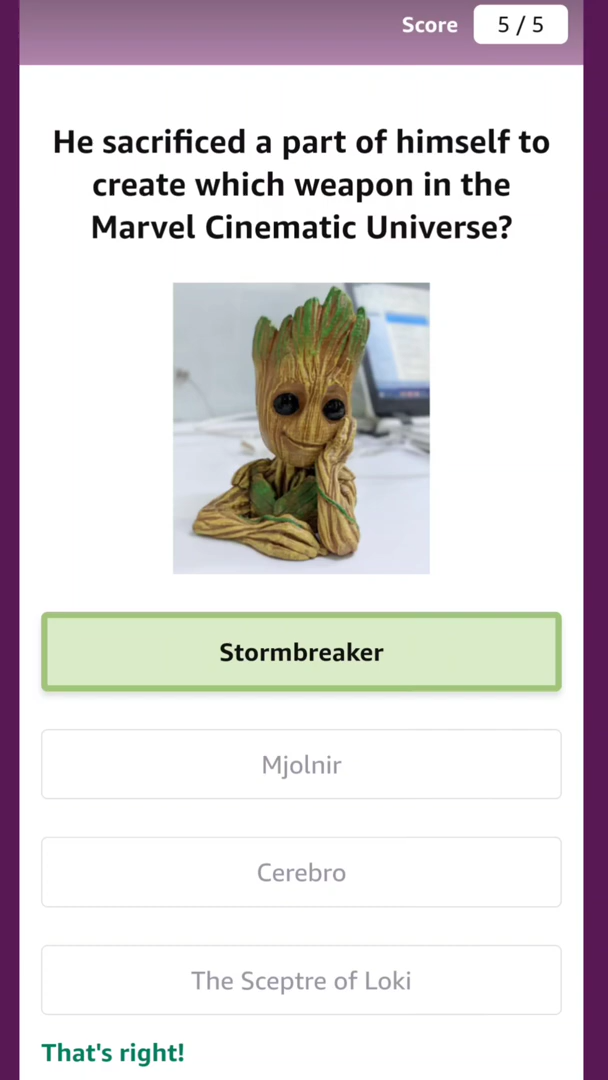 Score 5 / 5
He sacrificed a part of himself to
create which weapon in the
Marvel Cinematic Universe?
Stormbreaker
Mjolnir
Cerebro
The Sceptre of Loki
That's right!